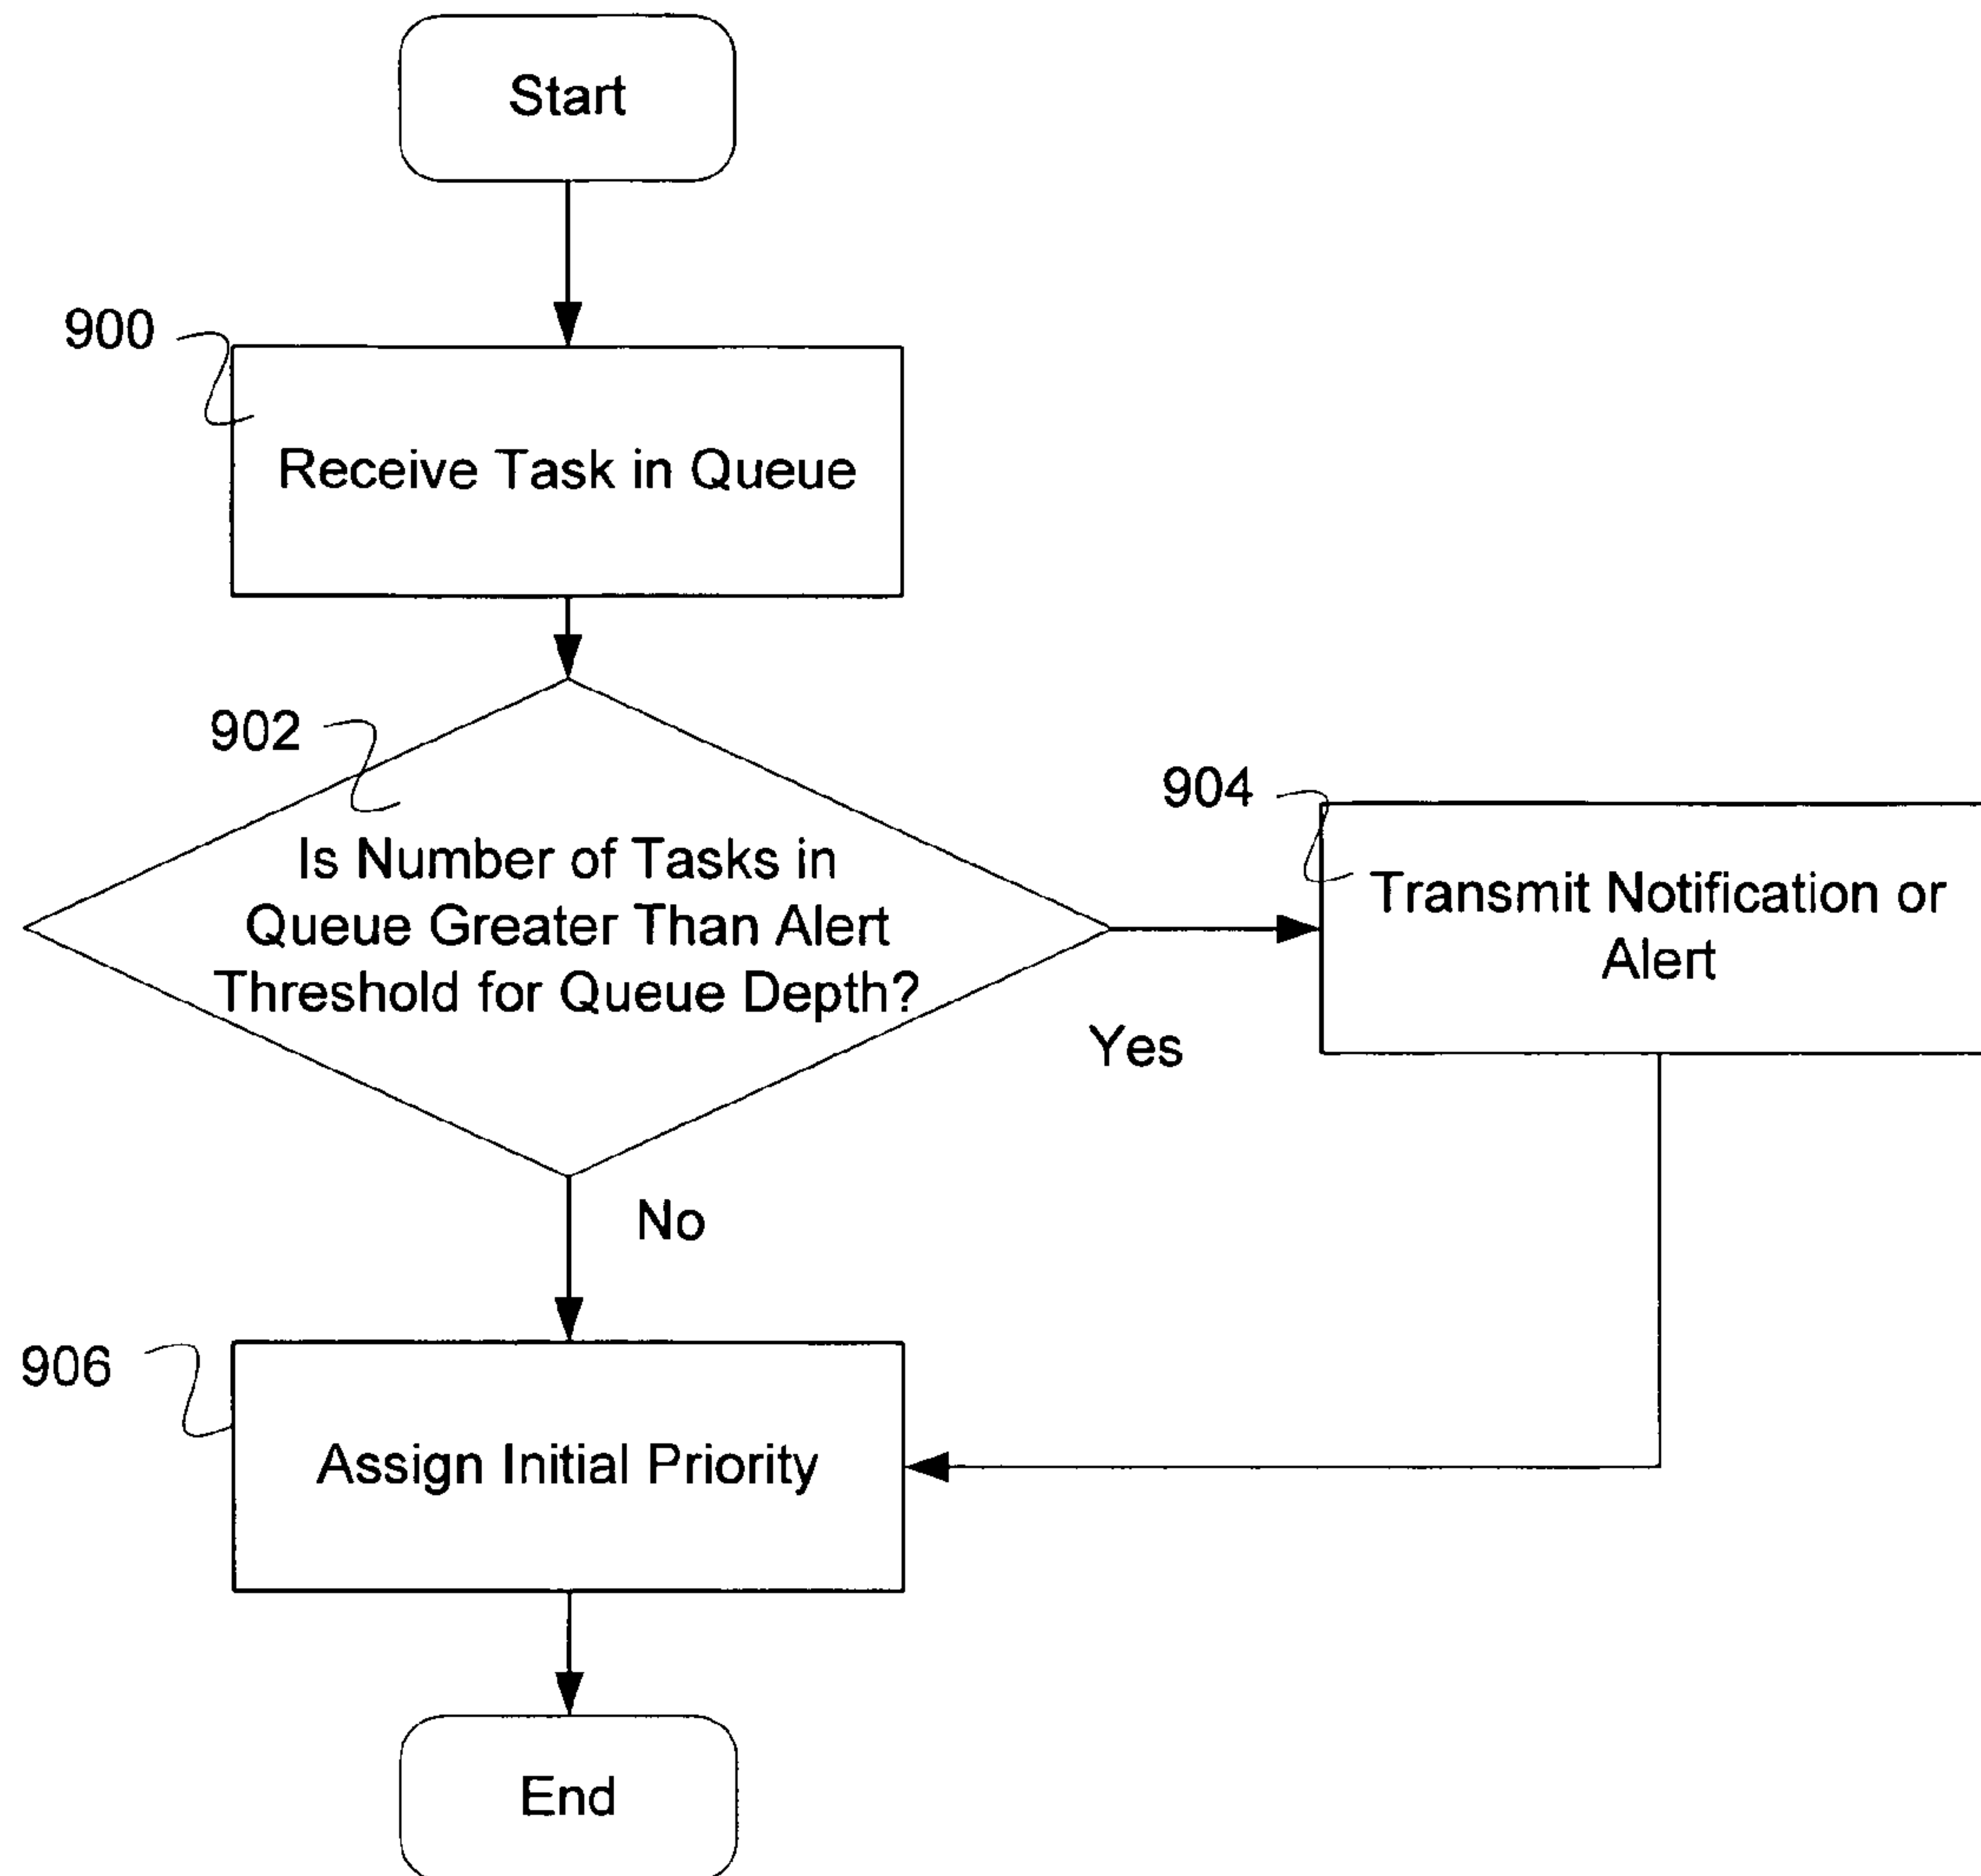 Start
900
Receive Task in Queue
902
Is Number of Tasks in
Queue Greater Than Alert
Threshold for Queue Depth?
904
Transmit Notification or
Alert
Yes
No
906
Assign Initial Priority
End